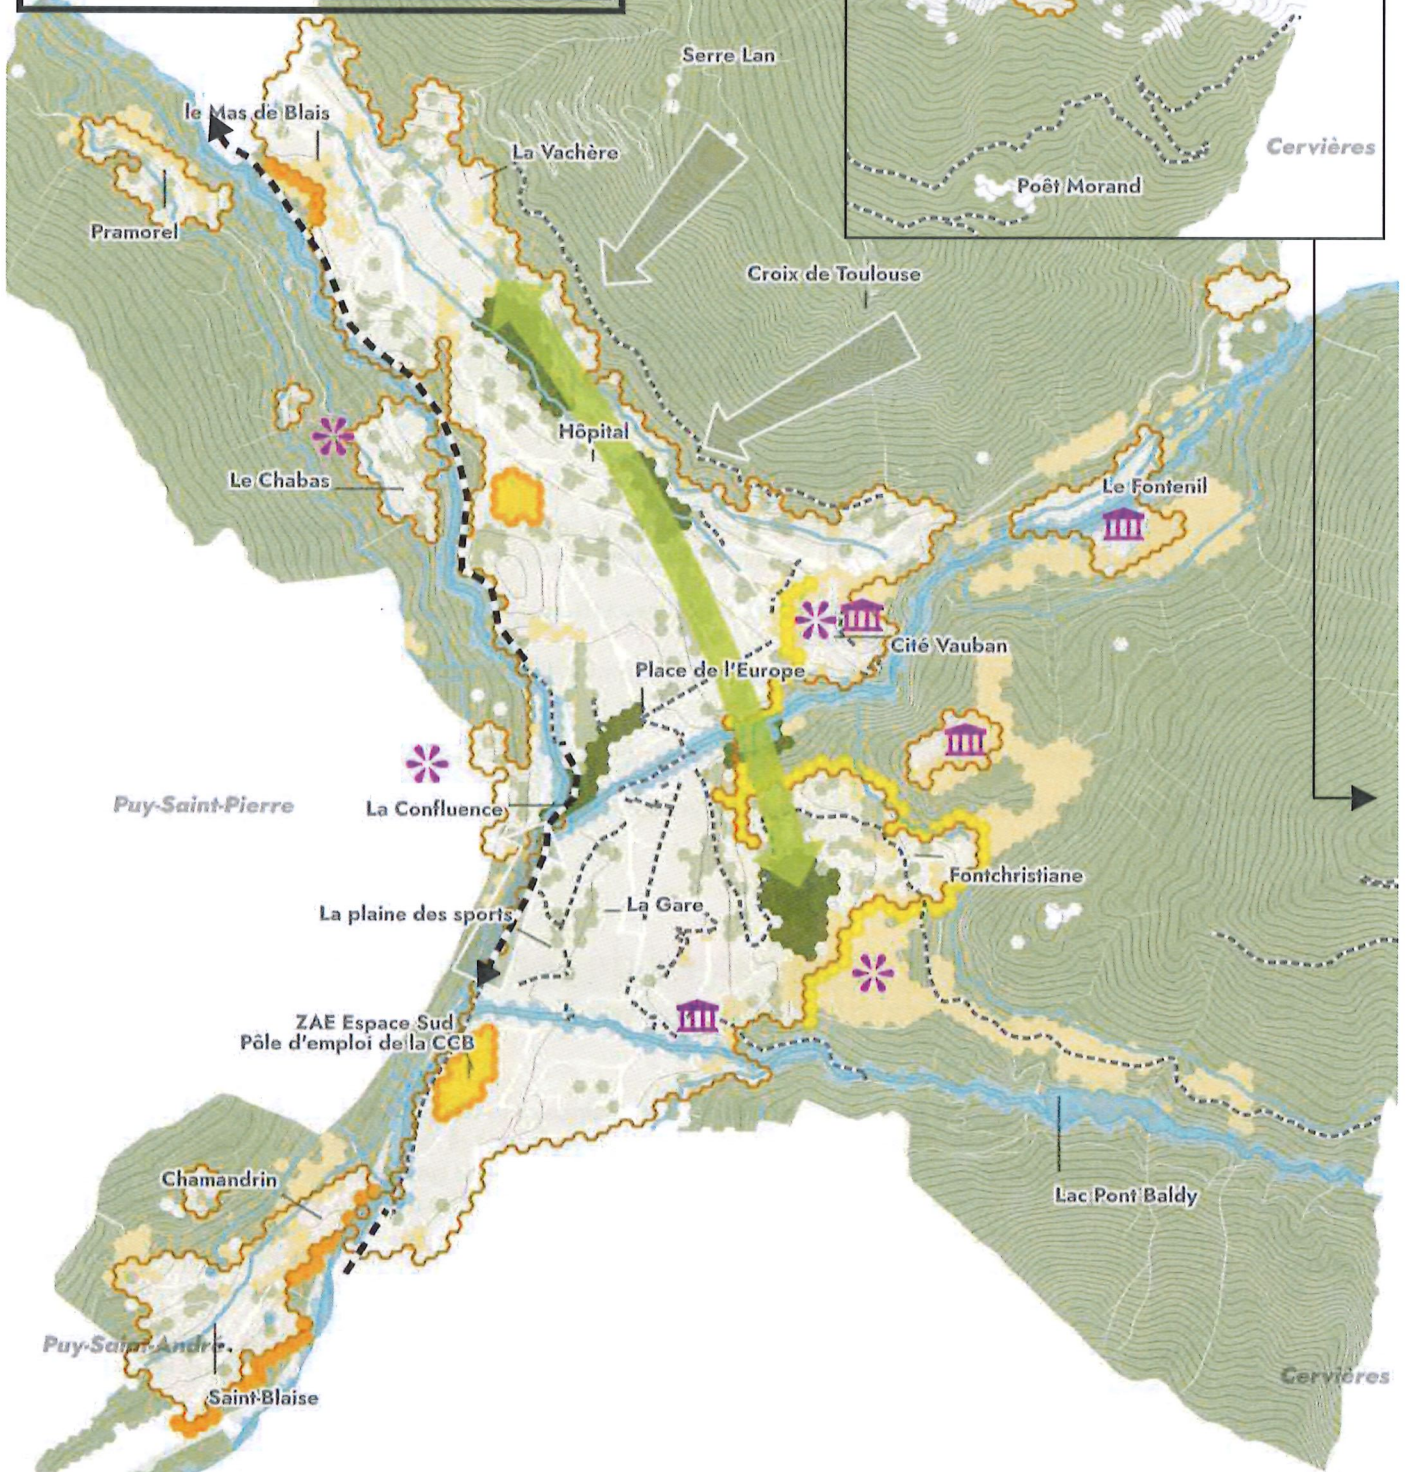 Serre Lan
le Mas de Blais
Cervières
La Vachère
Poët Morand
Pramorel
Croix de Toulouse
Hôpital
Le Chabas
Le Fontenil
Cité Vauban
Place de l'Europe
Puy-Saint-Pierre
La Confluence
Fontchristiane
La Gare
La plaine des sports
ZAE Espace Sud
Pôle d'emploi de la CCB
Chamandrin
Lac Pont Baldy
Puy-Saint-André
Cervières
Saint-Blaise